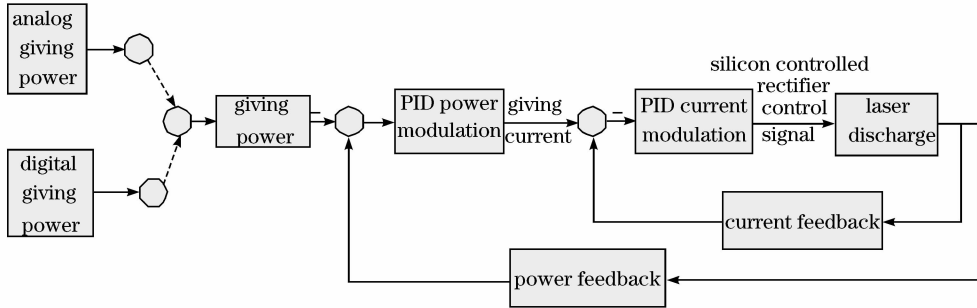 analog
giving
power
digital
giving
power
giving
power
−
PID power
modulation
giving
current
−
PID current
modulation
silicon controlled
rectifier
control
signal
laser
discharge
current feedback
power feedback